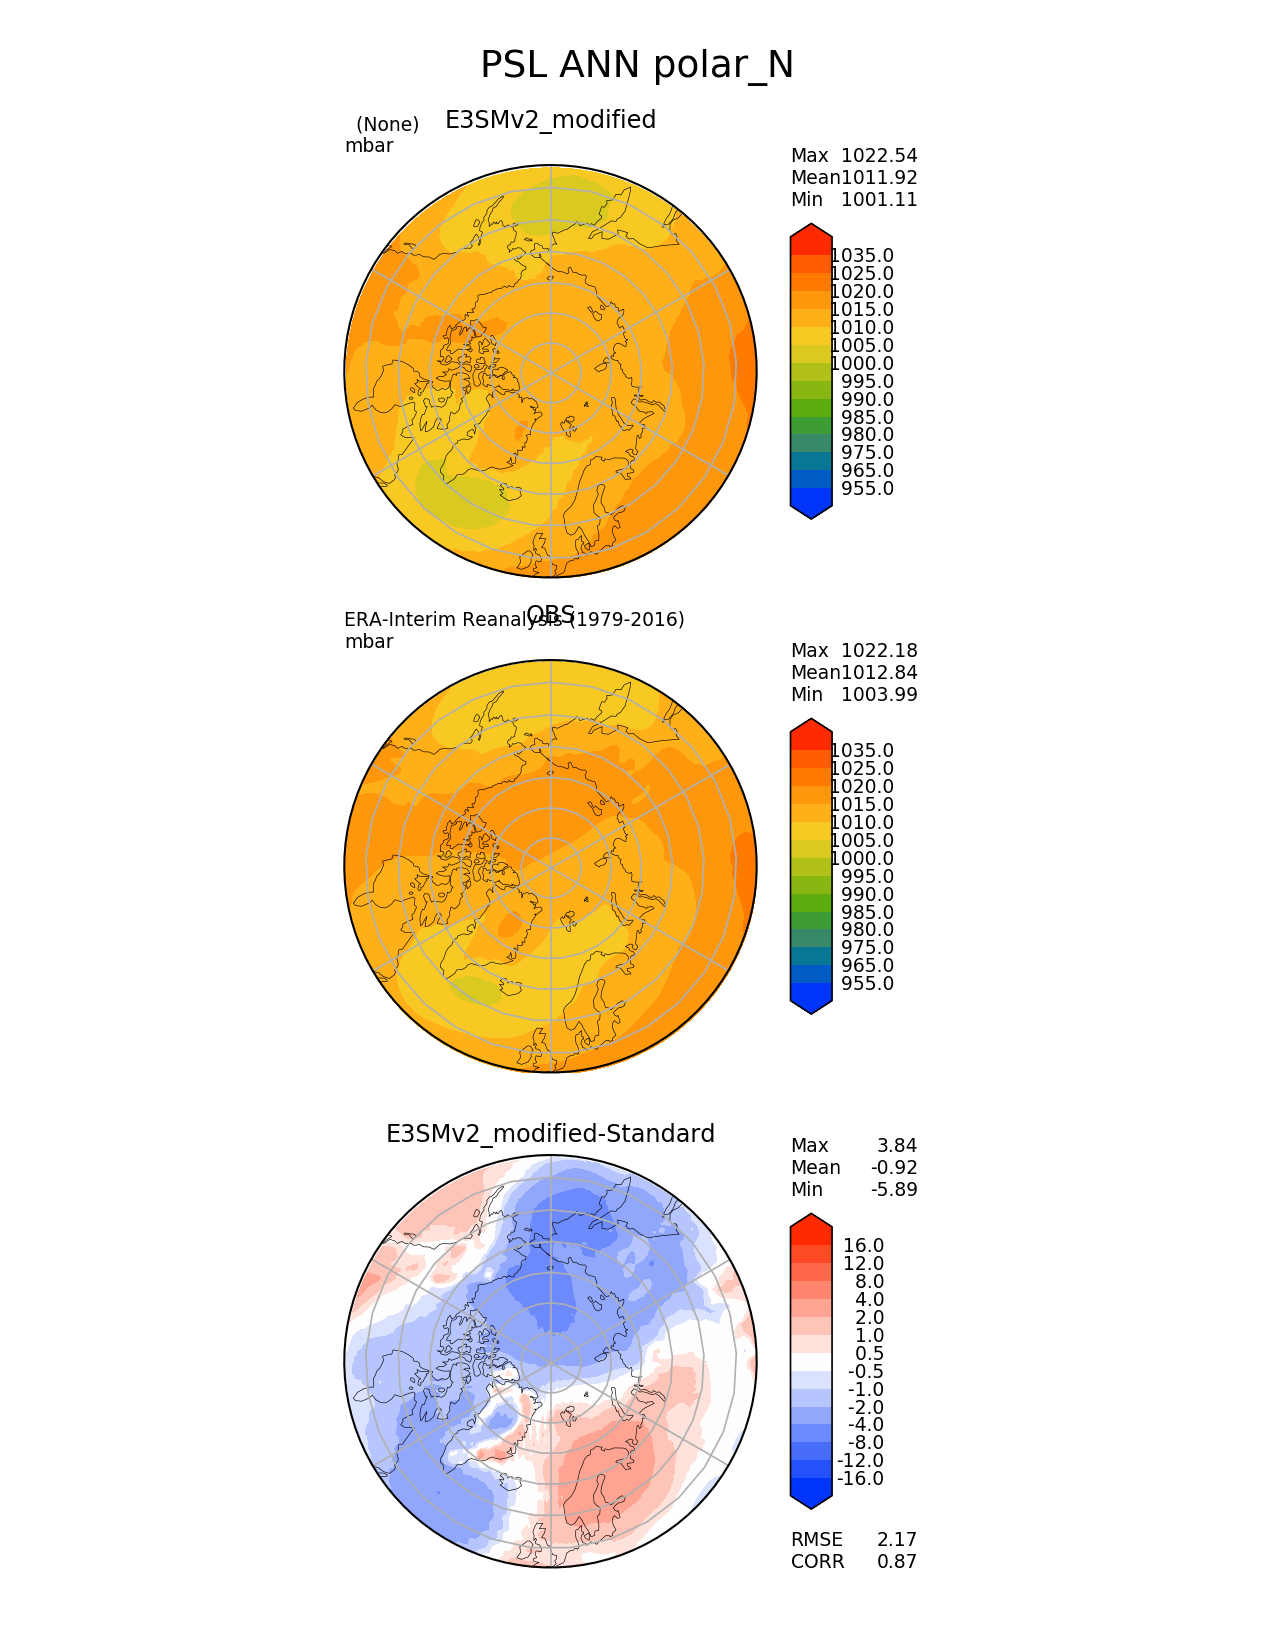 PSL ANN polar_N
E3SMv2_modified
(None)
mbar
Max 1022.54
Mean 1011.92
Min 1001.11
1035.0
1025.0
1020.0
1015.0
1010.0
1005.0
1000.0
995.0
990.0
985.0
980.0
975.0
965.0
955.0
OBS
ERA-Interim Reanalysis (1979-2016)
mbar
Max 1022.18
Mean 1012.84
Min 1003.99
1035.0
1025.0
1020.0
1015.0
1010.0
1005.0
1000.0
995.0
990.0
985.0
980.0
975.0
965.0
955.0
E3SMv2_modified-Standard
Max 3.84
Mean -0.92
Min -5.89
16.0
12.0
8.0
4.0
2.0
1.0
0.5
-0.5
-1.0
-2.0
-4.0
-8.0
-12.0
-16.0
RMSE 2.17
CORR 0.87